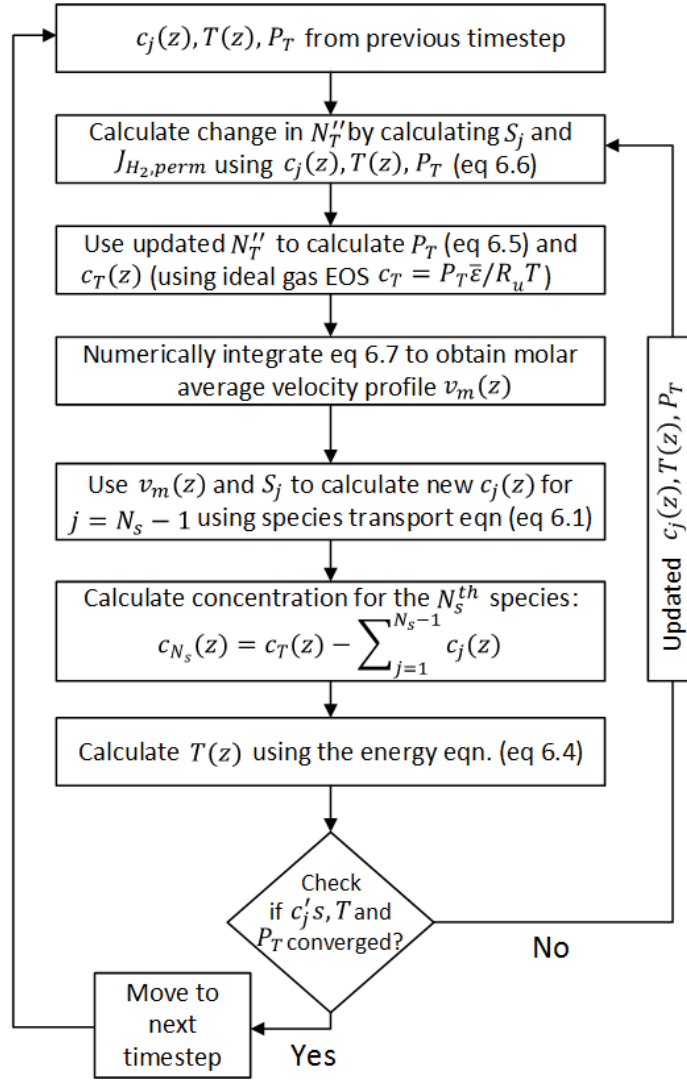 c_j(z), T(z), P_T from previous timestep
Calculate change in N_T'' by calculating S_j and
J_{H_2,perm} using c_j(z), T(z), P_T (eq 6.6)
Use updated N_T'' to calculate P_T (eq 6.5) and
c_T(z) (using ideal gas EOS c_T = P_T ε̄/R_u T)
Numerically integrate eq 6.7 to obtain molar
average velocity profile v_m(z)
Use v_m(z) and S_j to calculate new c_j(z) for
j = N_s − 1 using species transport eqn (eq 6.1)
Calculate concentration for the N_s^{th} species:
c_{N_s}(z) = c_T(z) − ∑_{j=1}^{N_s−1} c_j(z)
Calculate T(z) using the energy eqn. (eq 6.4)
Check
if c_j's, T and
P_T converged?
No
Updated c_j(z), T(z), P_T
Yes
Move to
next
timestep